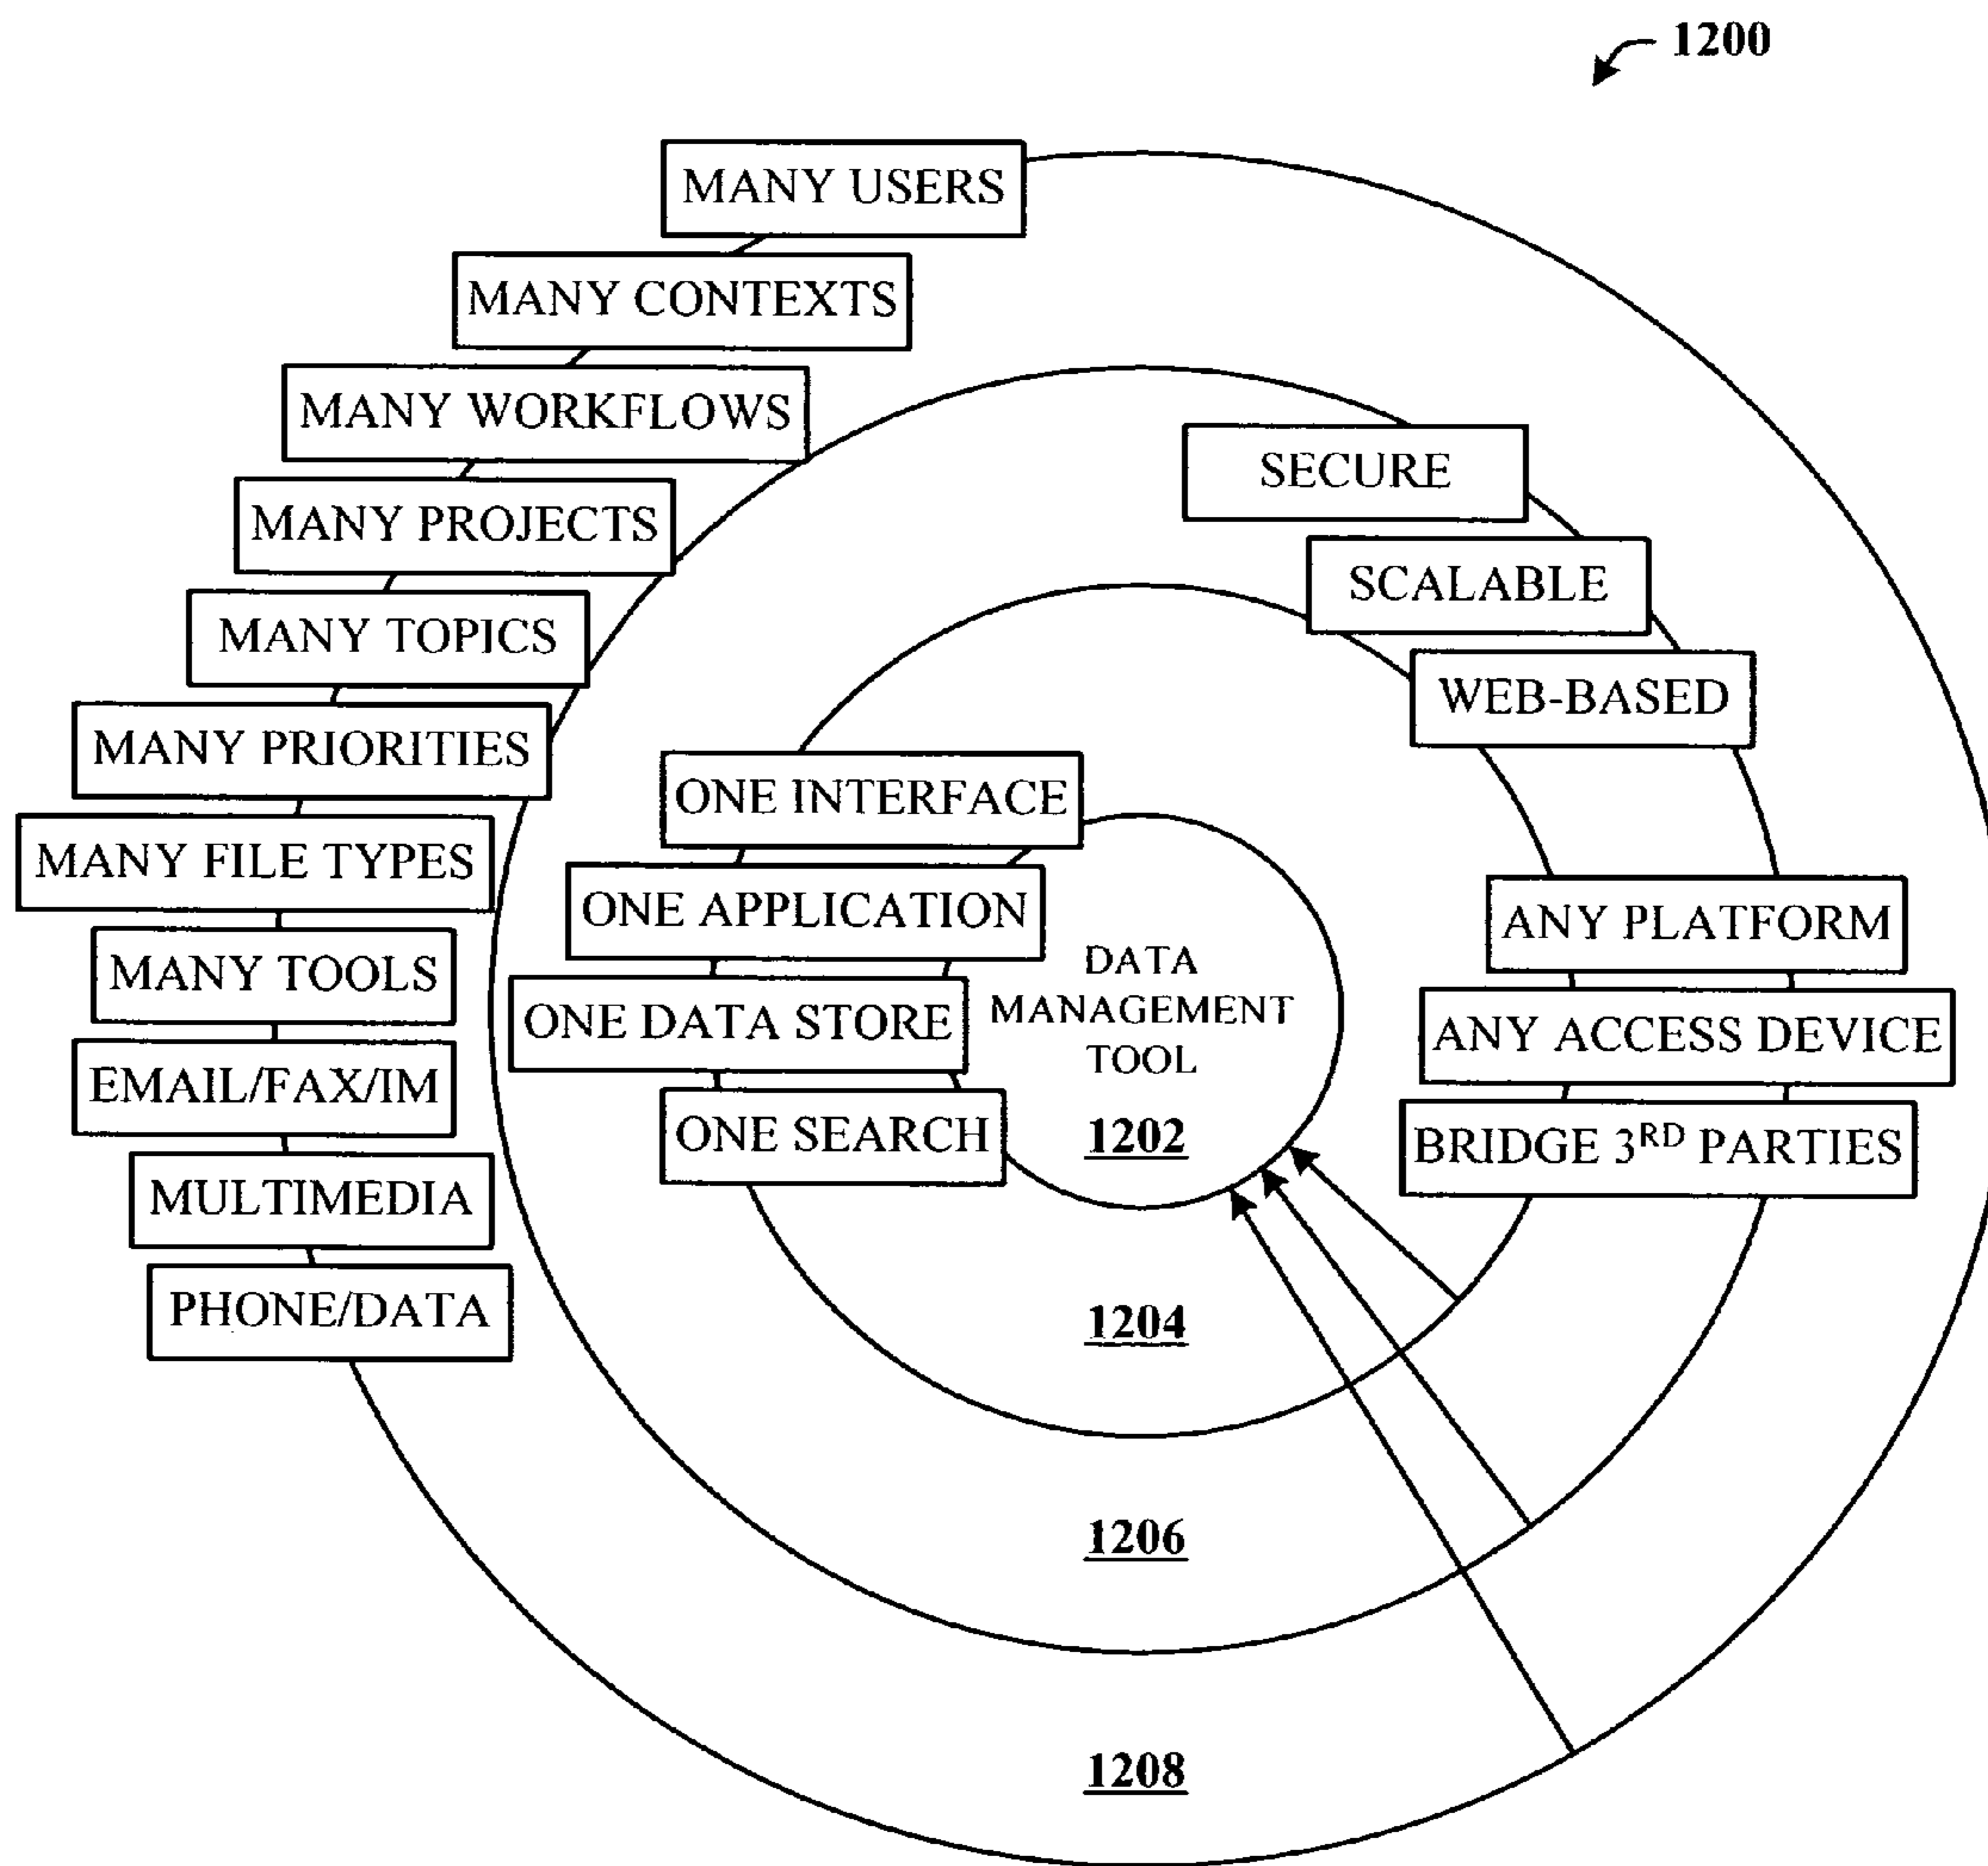 1200
MANY USERS
MANY CONTEXTS
MANY WORKFLOWS
MANY PROJECTS
MANY TOPICS
MANY PRIORITIES
MANY FILE TYPES
MANY TOOLS
EMAIL/FAX/IM
MULTIMEDIA
PHONE/DATA
SECURE
SCALABLE
WEB-BASED
ANY PLATFORM
ANY ACCESS DEVICE
BRIDGE 3RD PARTIES
ONE INTERFACE
ONE APPLICATION
ONE DATA STORE
ONE SEARCH
DATA
MANAGEMENT
TOOL
1202
1204
1206
1208